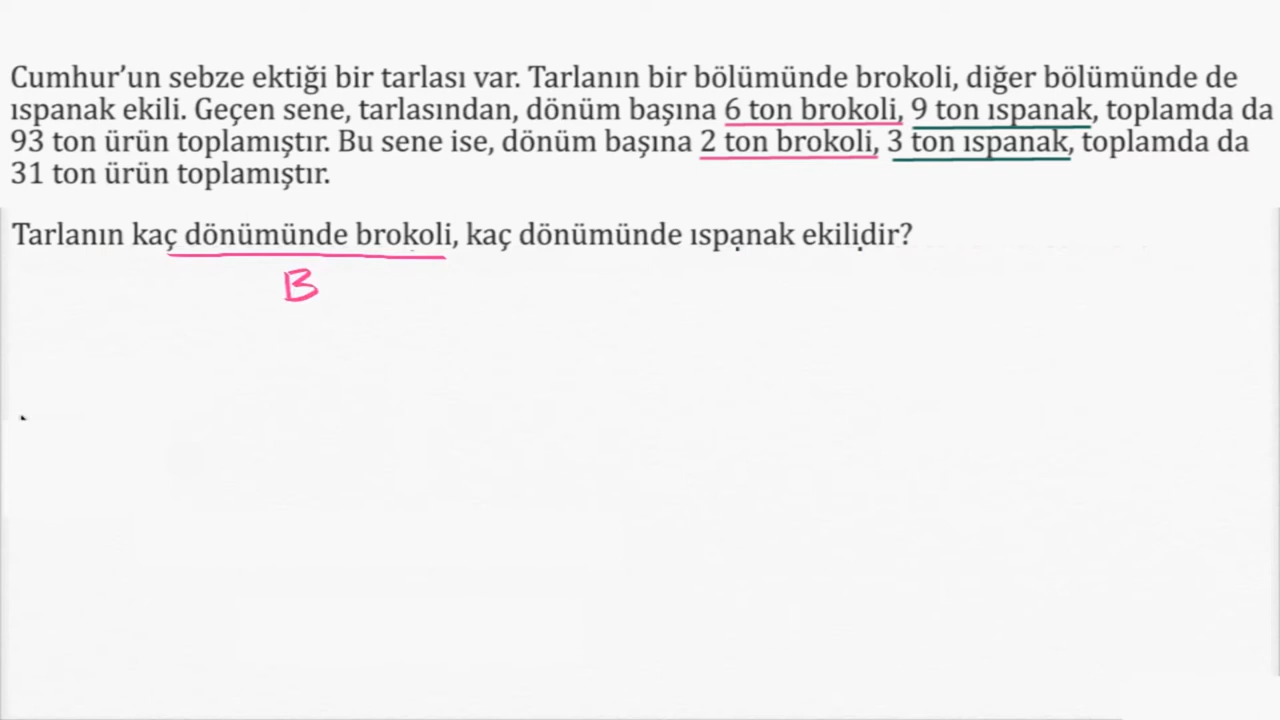 Cumhur’un sebze ektiği bir tarlası var. Tarlanın bir bölümünde brokoli, diğer bölümünde de
ıspanak ekili. Geçen sene, tarlasından, dönüm başına 6 ton brokoli, 9 ton ıspanak, toplamda da
93 ton ürün toplamıştır. Bu sene ise, dönüm başına 2 ton brokoli, 3 ton ıspanak, toplamda da
31 ton ürün toplamıştır.
Tarlanın kaç dönümünde brokoli, kaç dönümünde ıspanak ekilidir?
B